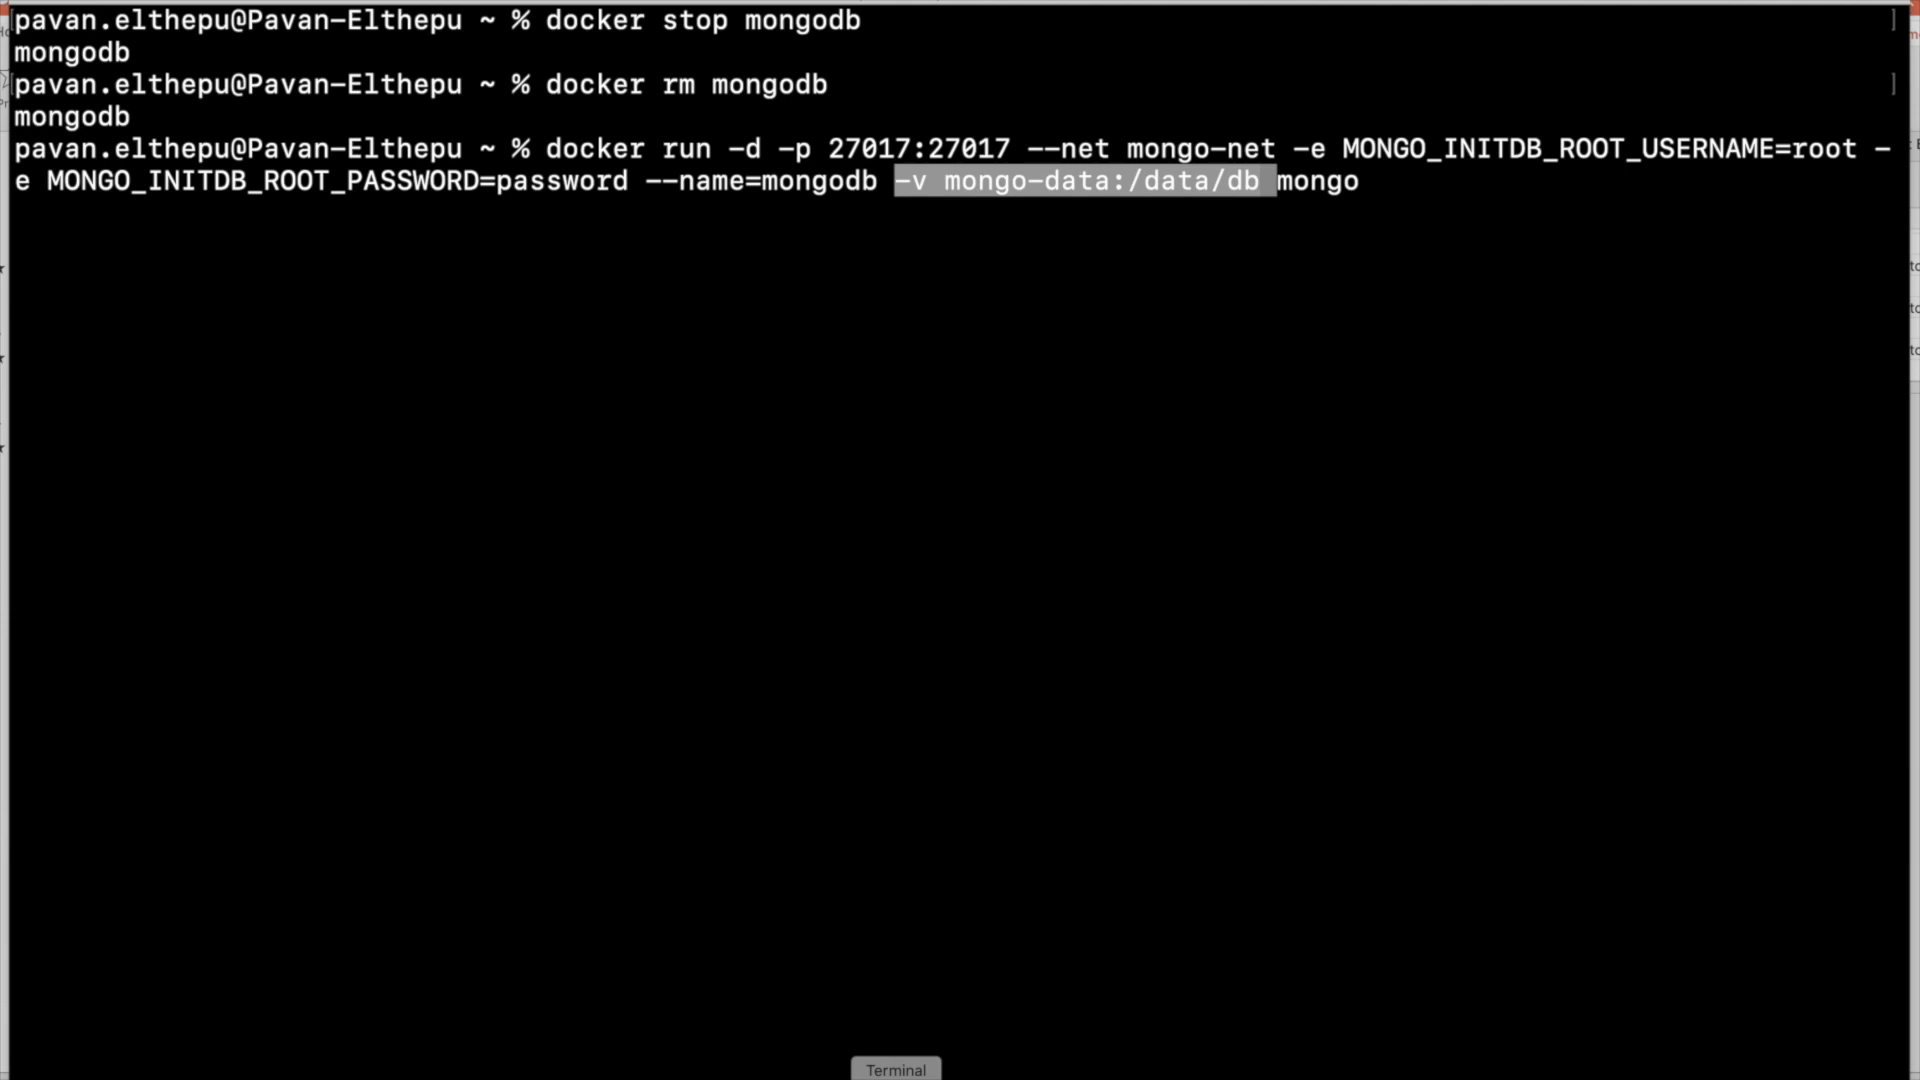 pavan.elthepu@Pavan-Elthepu ~ % docker stop mongodb
mongodb
pavan.elthepu@Pavan-Elthepu ~ % docker rm mongodb
mongodb
pavan.elthepu@Pavan-Elthepu ~ % docker run -d -p 27017:27017 --net mongo-net -e MONGO_INITDB_ROOT_USERNAME=root -
e MONGO_INITDB_ROOT_PASSWORD=password --name=mongodb -v mongo-data:/data/db mongo
Terminal